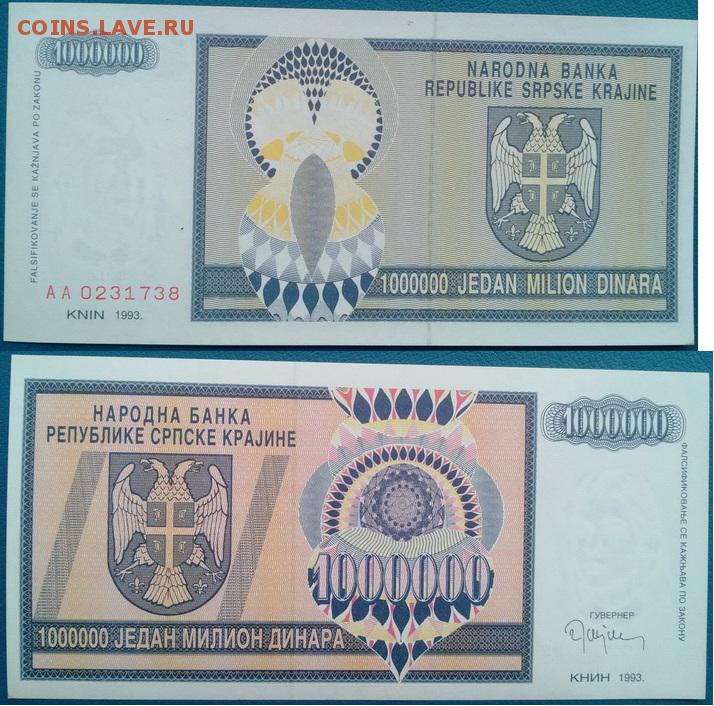 COINS.LAVE.RU
1000000
FALSIFIKOVANJE SE KAŽNJAVA PO ZAKONU
NARODNA BANKA
REPUBLIKE SRPSKE KRAJINE
1000000 JEDAN MILION DINARA
AA 0231738
KNIN 1993.
НАРОДНА БАНКА
РЕПУБЛИКЕ СРПСКЕ КРАЈИНЕ
1000000
1000000
ФАЛСИФИКОВАЊЕ СЕ КАЖЊАВА ПО ЗАКОНУ
ГУВЕРНЕР
1000000 ЈЕДАН МИЛИОН ДИНАРА
КНИН 1993.